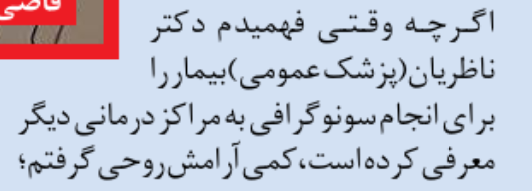 قاضی
اگرچه وقتی فهمیدم دکتر
ناظریان(پزشک عمومی)بیمار را
برای انجام سونوگرافی به مراکز درمانی دیگر
معرفی کرده است، کمی آرامش روحی گرفتم؛